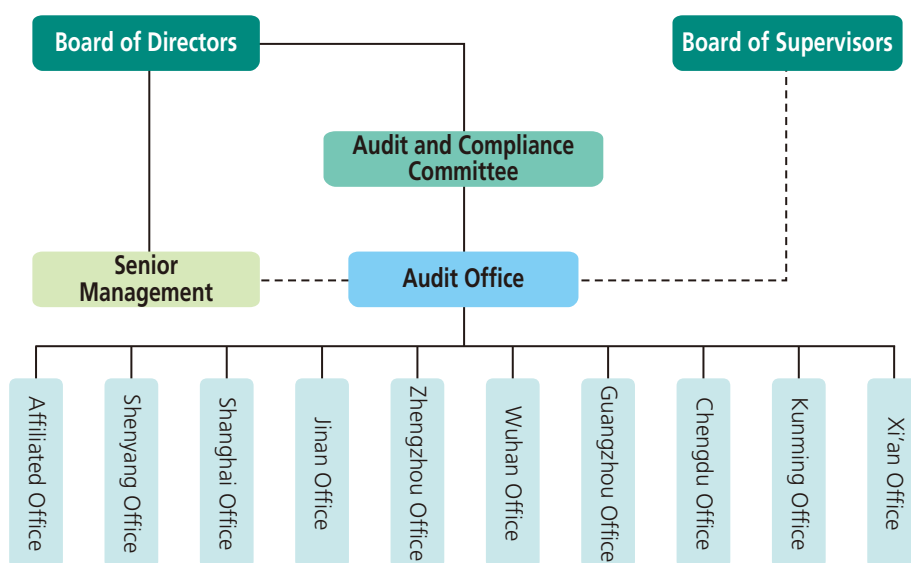 Board of Directors
Board of Supervisors
Audit and Compliance
Committee
Senior
Management
Audit Office
Affiliated Office
Shenyang Office
Shanghai Office
Jinan Office
Zhengzhou Office
Wuhan Office
Guangzhou Office
Chengdu Office
Kunming Office
Xi’an Office